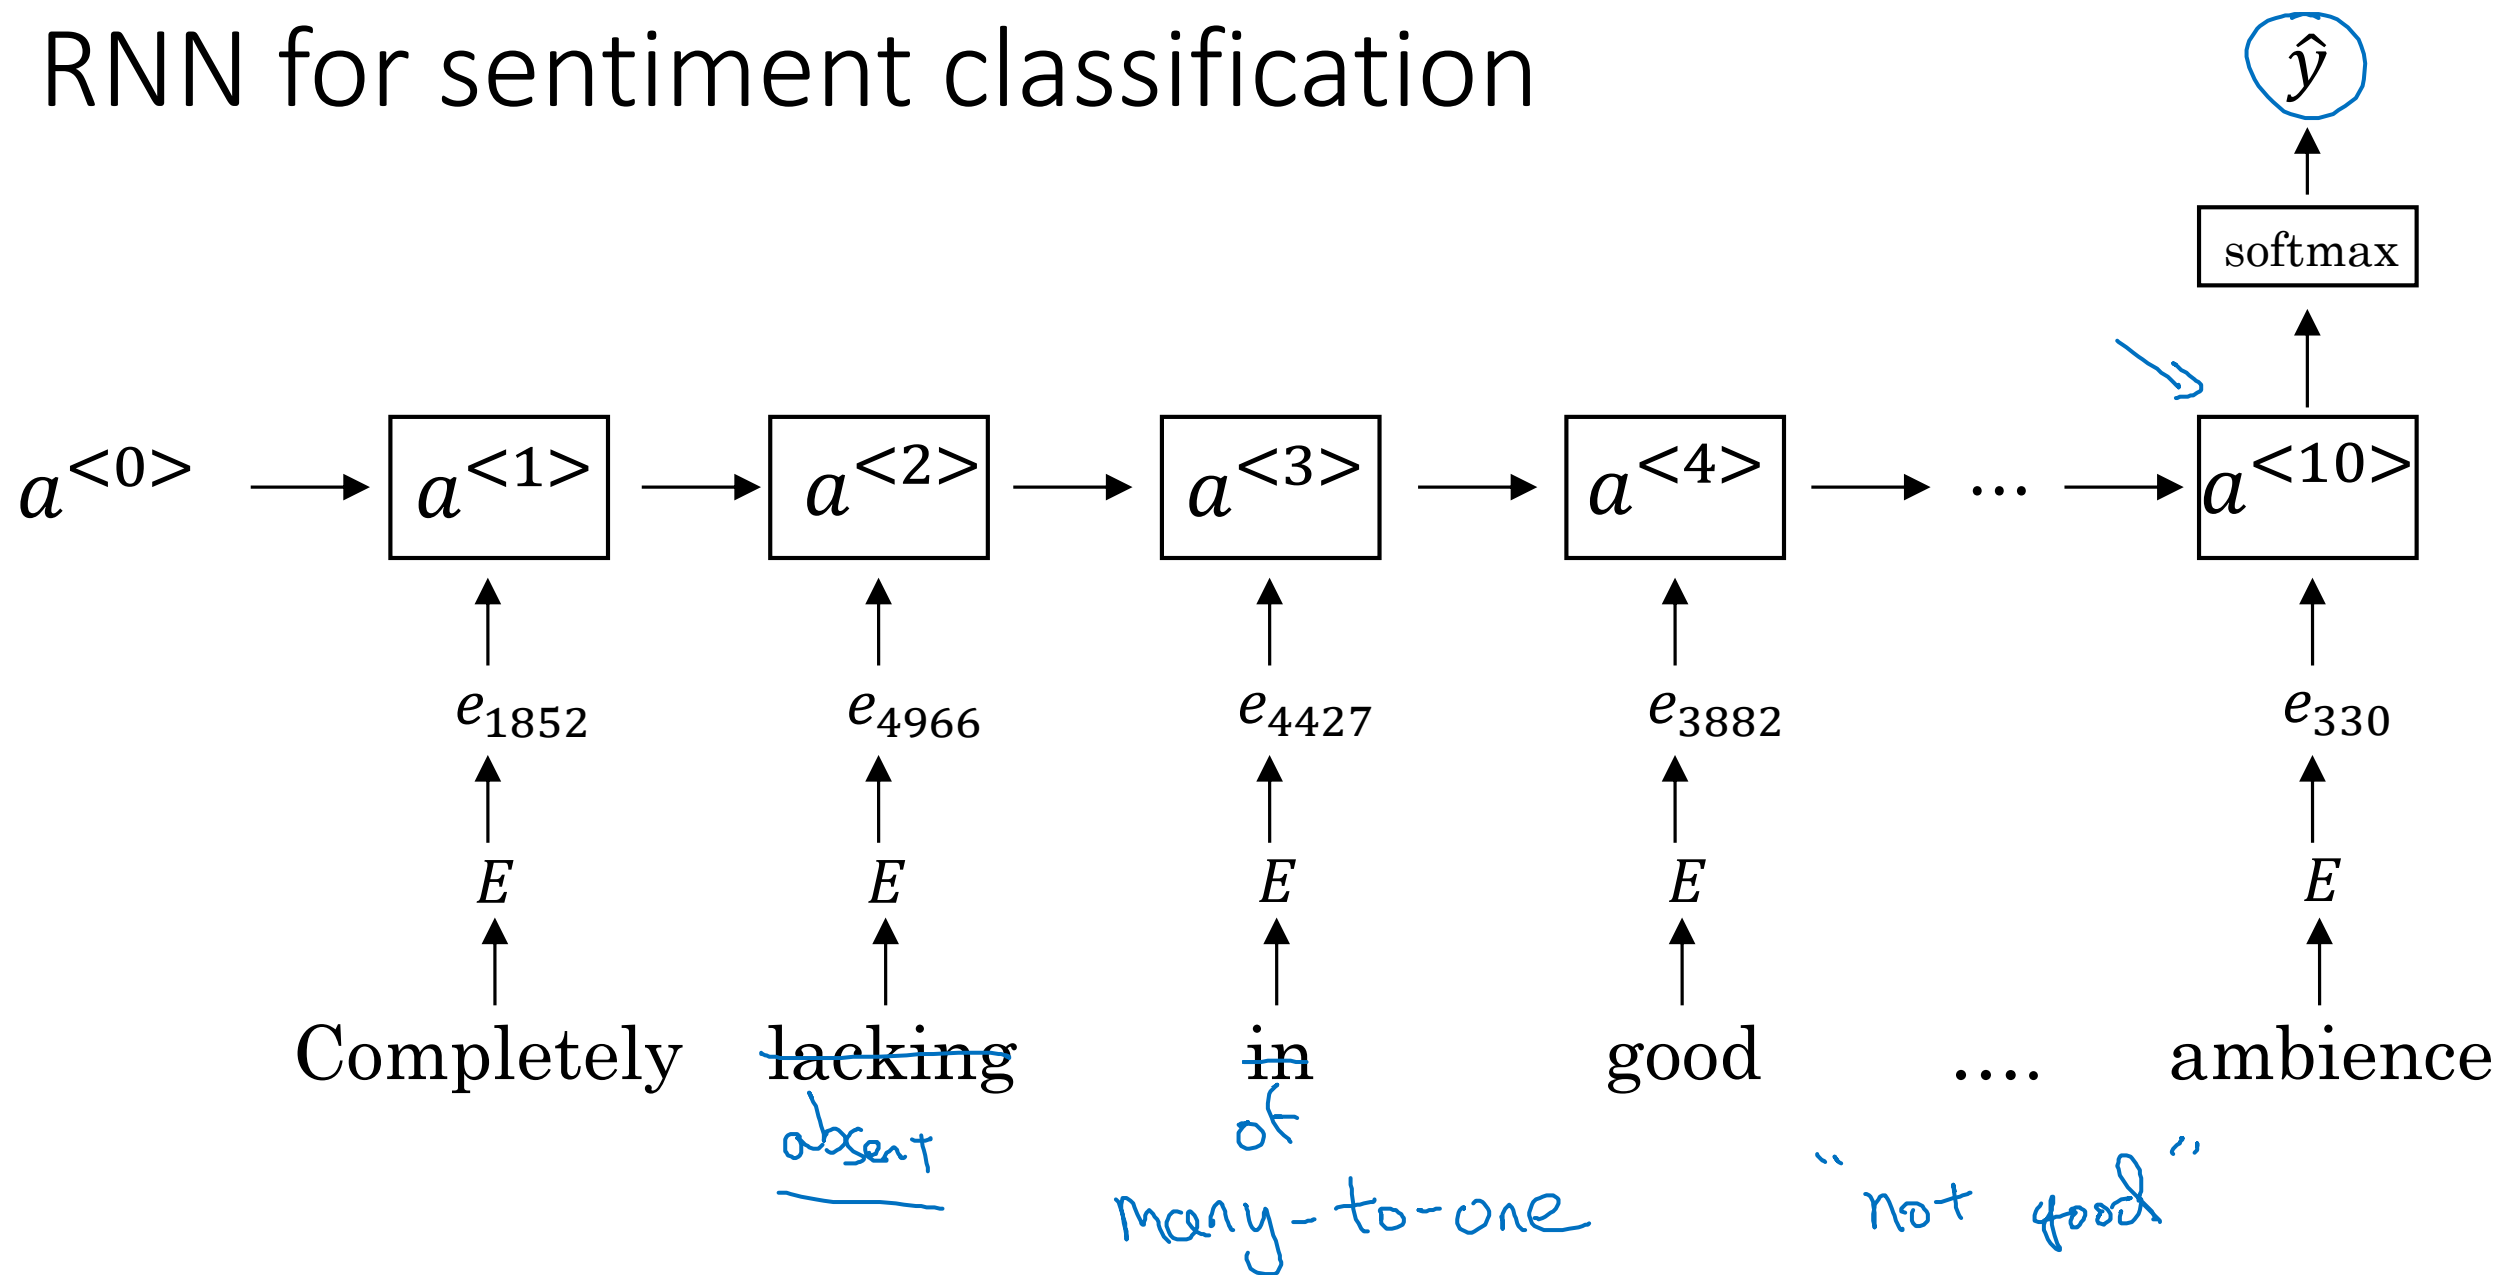 RNN for sentiment classification
ŷ
softmax
a<0> a<1> a<2> a<3> a<4> ... a<10>
e1852 e4966 e4427 e3882 e330
E E E E E
Completely lacking in good .... ambience
absent of
many-to-one "not good"